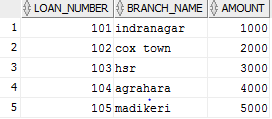 LOAN_NUMBER BRANCH_NAME AMOUNT
1 101 indranagar 1000
2 102 cox town 2000
3 103 hsr 3000
4 104 agrahara 4000
5 105 madikeri 5000